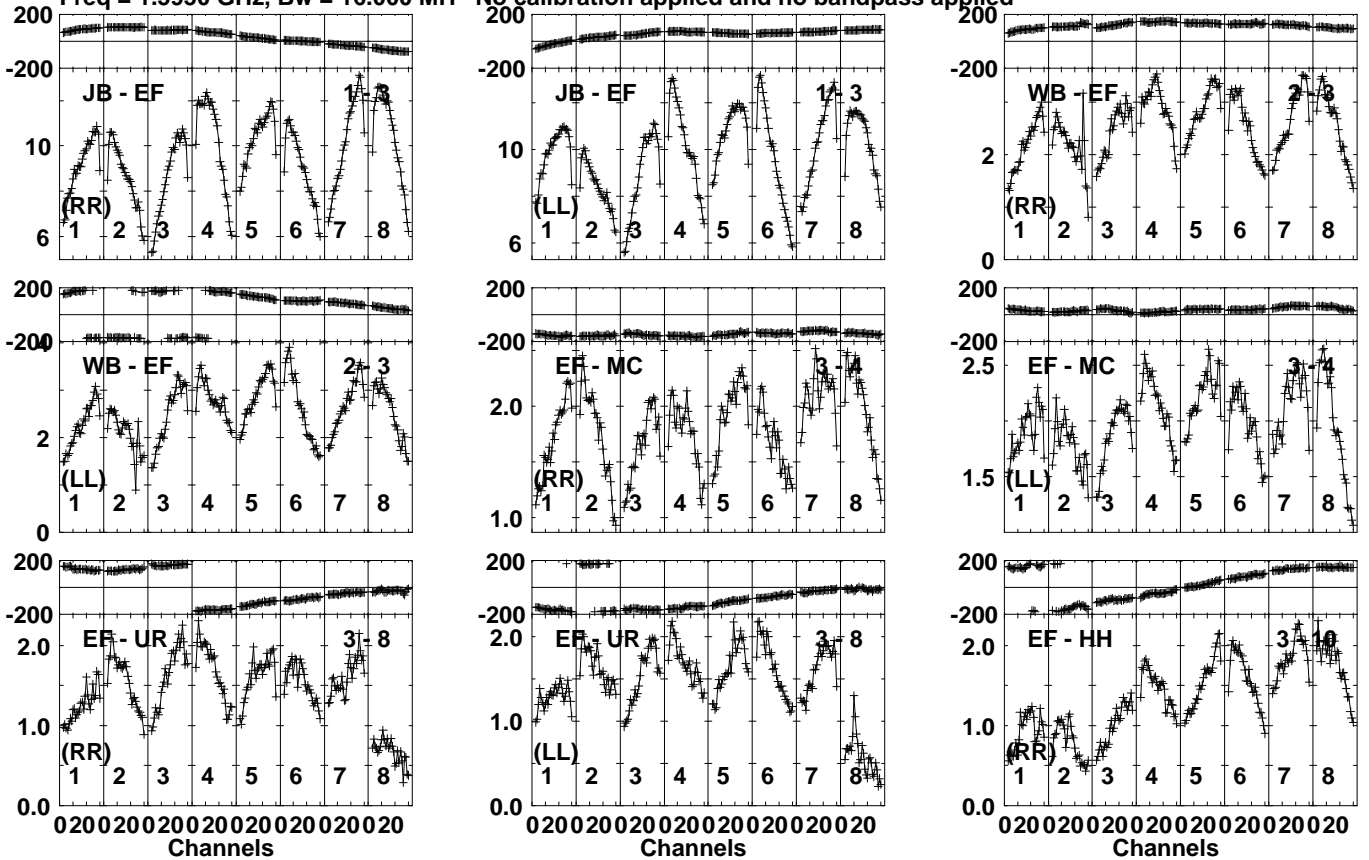 Freq = 1.5950 GHz, Bw = 16.000 MH No calibration applied and no bandpass applied
200 200 200
-200 -200 -200
JB - EF 1 - 3 JB - EF 1 - 3 WB - EF 2 - 3
10 10 2
(RR) (LL) (RR)
6 6 0
1 2 3 4 5 6 7 8 1 2 3 4 5 6 7 8 1 2 3 4 5 6 7 8
200 200 200
-200 -200 -200
4
WB - EF 2 - 3 EF - MC 3 - 4 EF - MC 3 - 4
2 2.0 2.5
(LL) (RR) (LL)
0 1.0 1.5
1 2 3 4 5 6 7 8 1 2 3 4 5 6 7 8 1 2 3 4 5 6 7 8
200 200 200
-200 -200 -200
EF - UR 3 - 8 EF - UR 3 - 8 EF - HH 3 - 10
2.0 2.0 2.0
1.0 1.0 1.0
(RR) (LL) (RR)
1 2 3 4 5 6 7 8 1 2 3 4 5 6 7 8 1 2 3 4 5 6 7 8
0.0 0.0 0.0
0 20 0 20 0 20 0 20 0 20 0 20 0 20 0 20 0 20 0 20 0 20 0 20 0 20 0 20 0 20 0 20 0 20 0 20 0 20 0 20 0 20 0 20 0 20 0 20
Channels Channels Channels